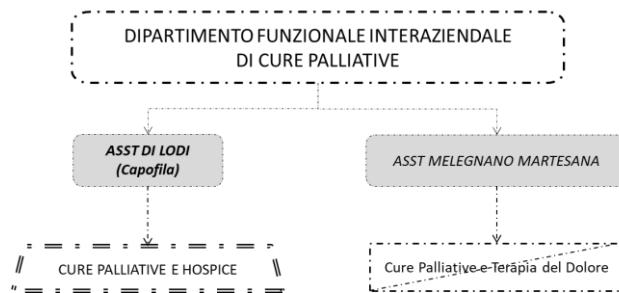 DIPARTIMENTO FUNZIONALE INTERAZIENDALE
DI CURE PALLIATIVE
ASST DI LODI
(Capofila)
ASST MELEGNANO MARTESANA
CURE PALLIATIVE E HOSPICE
Cure Palliative e Terapia del Dolore